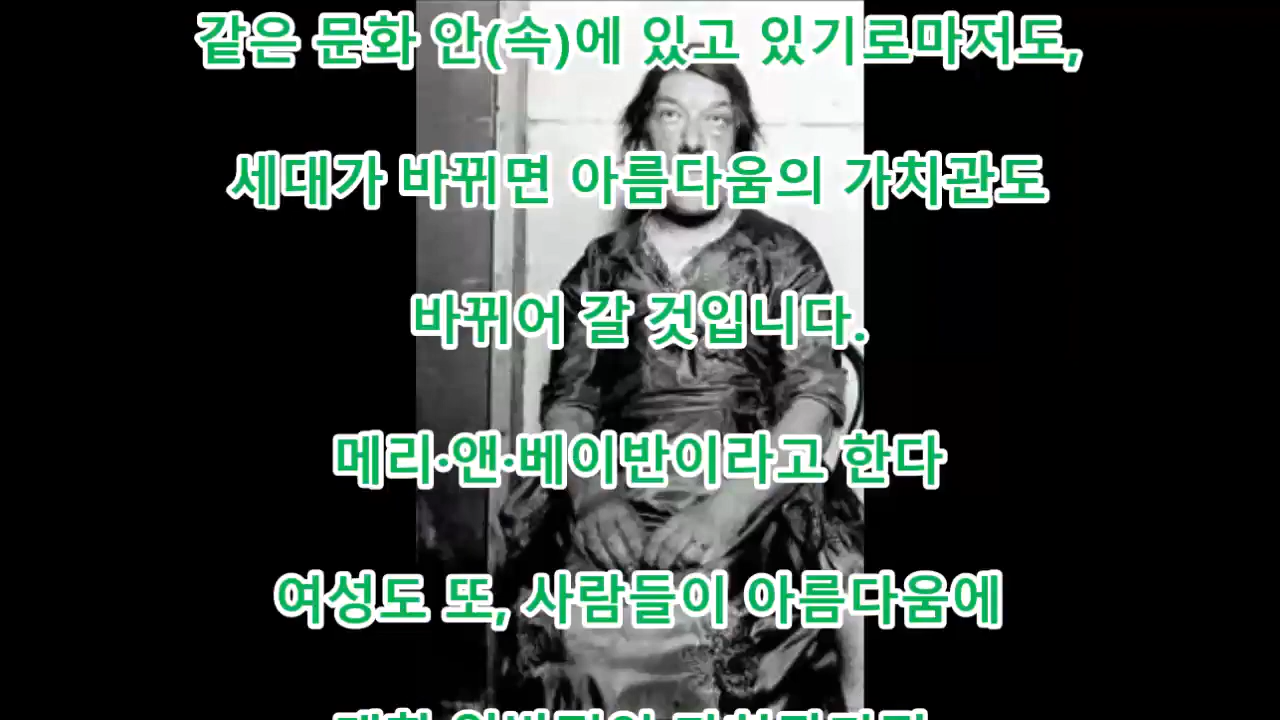 같은 문화 안(속)에 있고 있기로마저도,
세대가 바뀌면 아름다움의 가치관도
바뀌어 갈 것입니다.
메리·앤·베이반이라고 한다
여성도 또, 사람들이 아름다움에